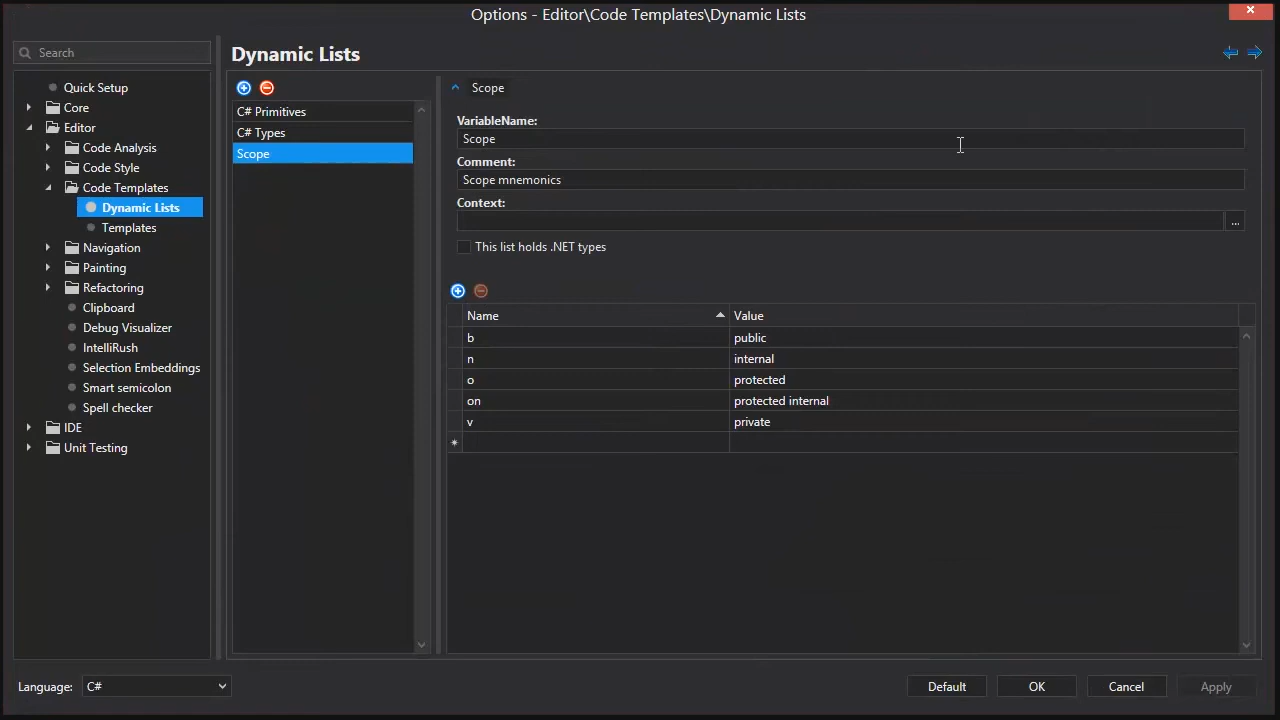 Options - Editor\Code Templates\Dynamic Lists
Search
Quick Setup
Core
Editor
Code Analysis
Code Style
Code Templates
Dynamic Lists
Templates
Navigation
Painting
Refactoring
Clipboard
Debug Visualizer
IntelliRush
Selection Embeddings
Smart semicolon
Spell checker
IDE
Unit Testing
Dynamic Lists
C# Primitives
C# Types
Scope
Scope
VariableName:
Scope
Comment:
Scope mnemonics
Context:
...
This list holds .NET types
Name Value
b public
n internal
o protected
on protected internal
v private
Language: C#
Default OK Cancel Apply